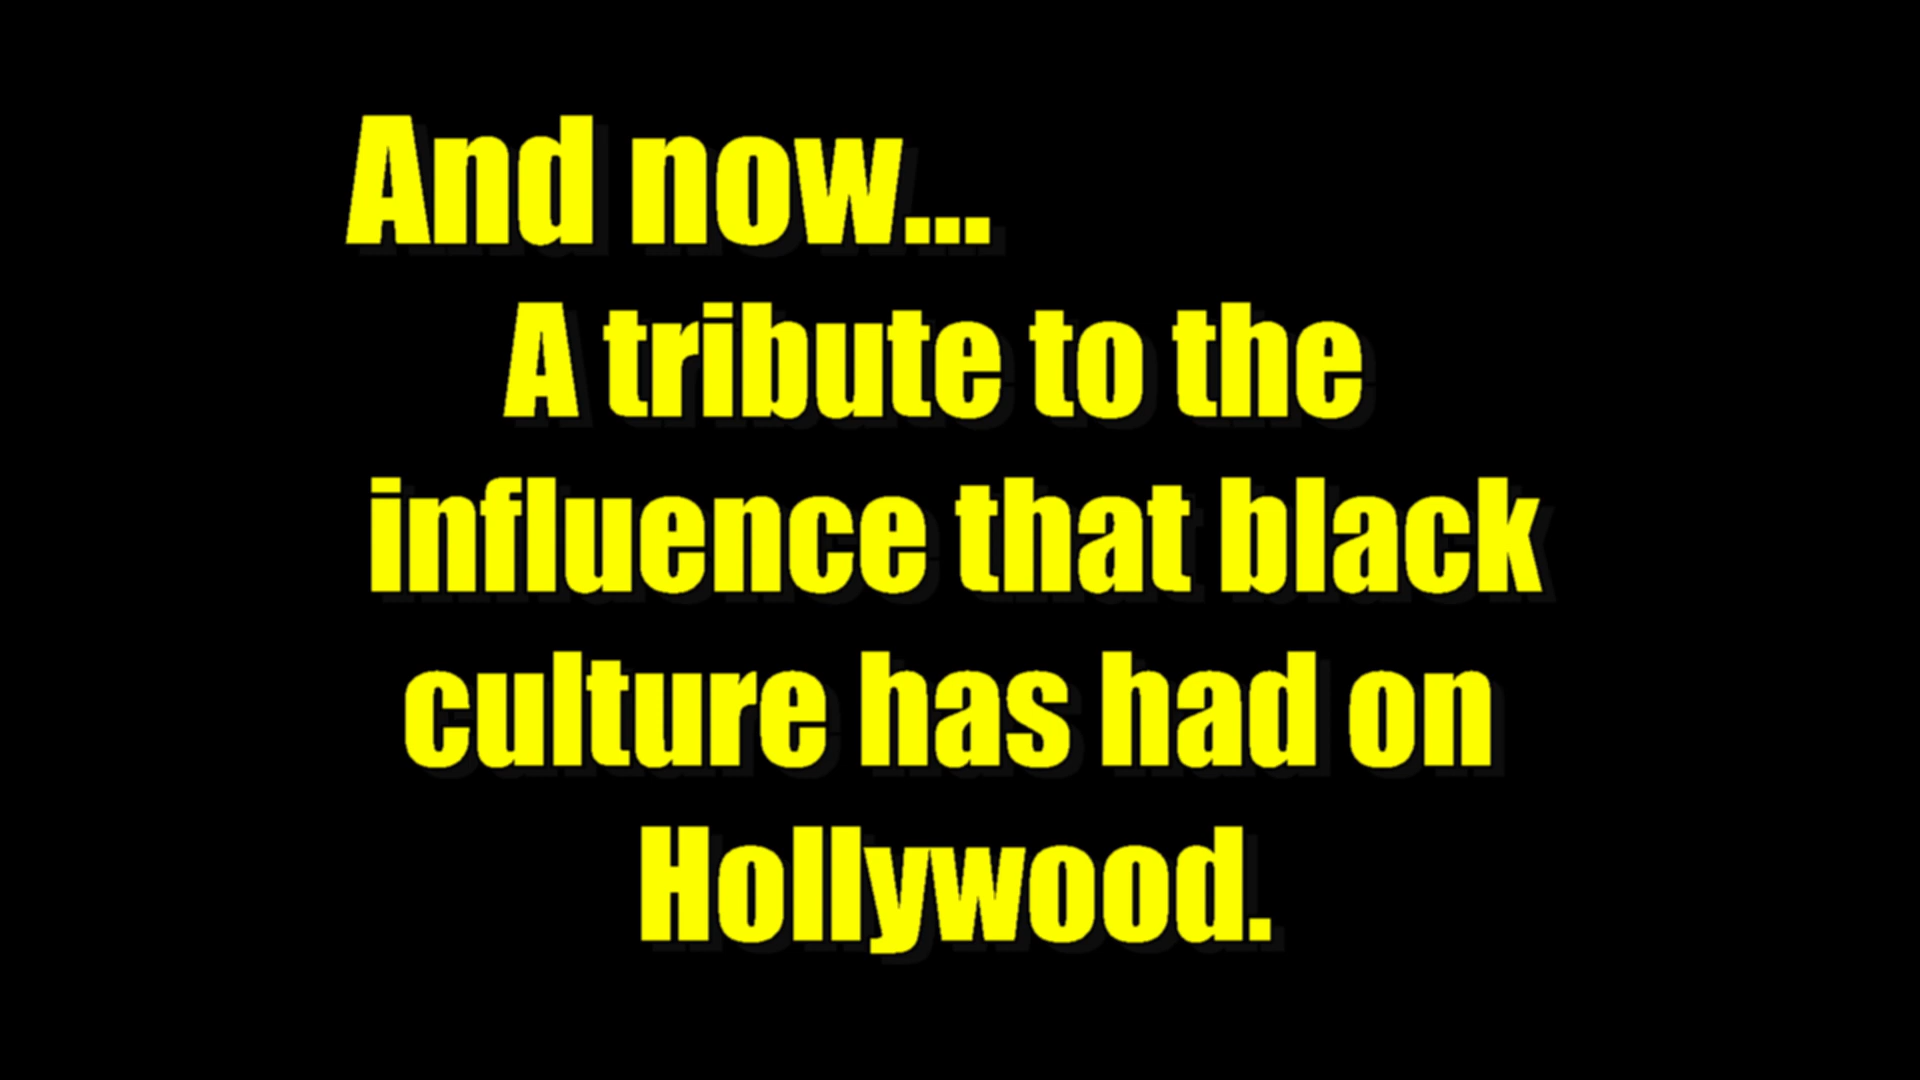 And now...
A tribute to the
influence that black
culture has had on
Hollywood.